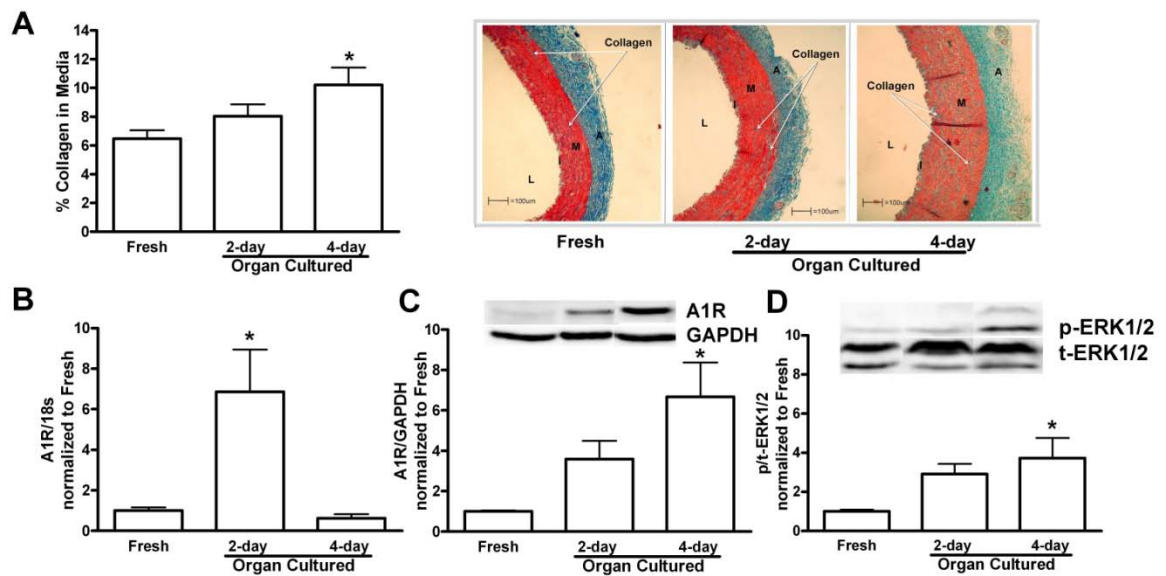 A
% Collagen in Media
14
12
10
8
6
4
2
0
*
Fresh
2-day
4-day
Organ Cultured
Collagen
L
I
M
A
=100um
Collagen
A
M
I
L
=100um
A
Collagen
M
L
I
=100um
Fresh
2-day
4-day
Organ Cultured
B
A1R/18s
normalized to Fresh
10
8
6
4
2
0
*
Fresh
2-day
4-day
Organ Cultured
C
A1R
GAPDH
A1R/GAPDH
normalized to Fresh
10
8
6
4
2
0
*
Fresh
2-day
4-day
Organ Cultured
D
p-ERK1/2
t-ERK1/2
p/t-ERK1/2
normalized to Fresh
10
8
6
4
2
0
*
Fresh
2-day
4-day
Organ Cultured